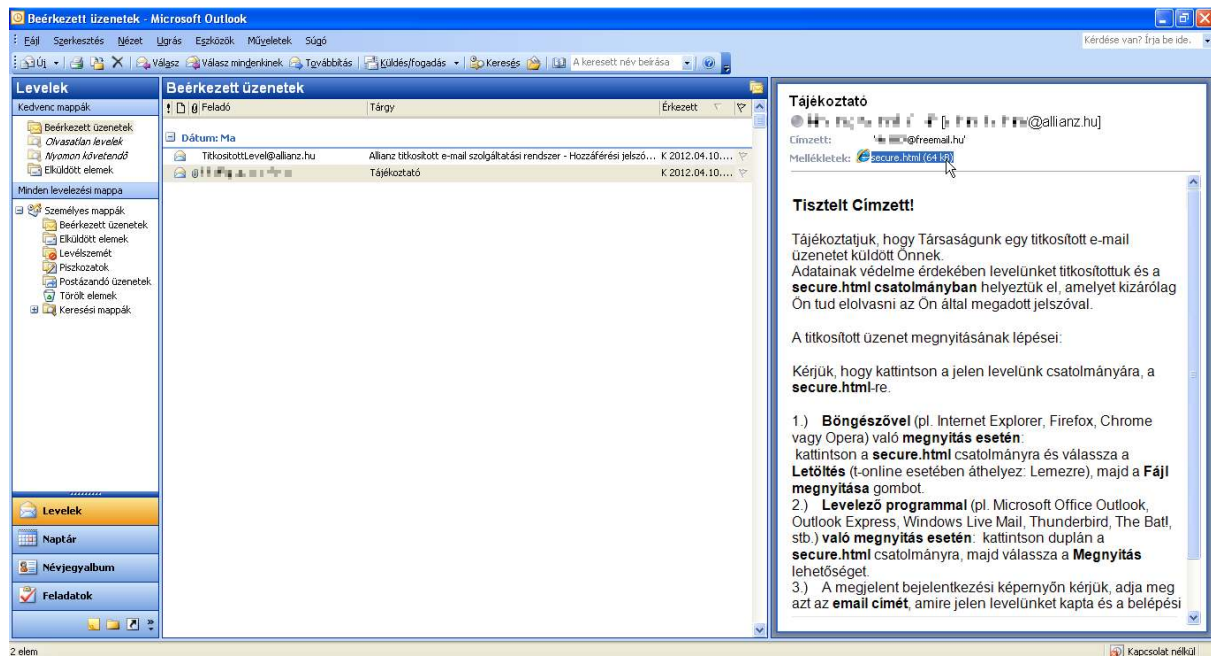 Beérkezett üzenetek - Microsoft Outlook
Fájl Szerkesztés Nézet Ugrás Eszközök Műveletek Súgó
Kérdése van? Írja be ide.
Új Válasz Válasz mindenkinek Továbbítás Küldés/fogadás Keresés A keresett név beírása
Levelek
Kedvenc mappák
Beérkezett üzenetek
Olvasatlan levelek
Nyomon követendő
Elküldött elemek
Minden levelezési mappa
Személyes mappák
Beérkezett üzenetek
Elküldött elemek
Levélszemét
Piszkozatok
Postázandó üzenetek
Törölt elemek
Keresési mappák
Levelek
Naptár
Névjegyalbum
Feladatok
Beérkezett üzenetek
Feladó Tárgy Érkezett
Dátum: Ma
TitkositottLevel@allianz.hu Allianz titkosított e-mail szolgáltatási rendszer - Hozzáférési jelszó... K 2012.04.10....
Tájékoztató K 2012.04.10....
Tájékoztató
@allianz.hu]
Címzett: @freemail.hu'
Mellékletek: secure.html (64 kB)
Tisztelt Címzett!
Tájékoztatjuk, hogy Társaságunk egy titkosított e-mail
üzenetet küldött Önnek.
Adatainak védelme érdekében levelünket titkosítottuk és a
secure.html csatolmányban helyeztük el, amelyet kizárólag
Ön tud elolvasni az Ön által megadott jelszóval.
A titkosított üzenet megnyitásának lépései:
Kérjük, hogy kattintson a jelen levelünk csatolmányára, a
secure.html-re.
1.) Böngészővel (pl. Internet Explorer, Firefox, Chrome
vagy Opera) való megnyitás esetén:
kattintson a secure.html csatolmányra és válassza a
Letöltés (t-online esetében áthelyez: Lemezre), majd a Fájl
megnyitása gombot.
2.) Levelező programmal (pl. Microsoft Office Outlook,
Outlook Express, Windows Live Mail, Thunderbird, The Bat!,
stb.) való megnyitás esetén: kattintson duplán a
secure.html csatolmányra, majd válassza a Megnyitás
lehetőséget.
3.) A megjelent bejelentkezési képernyőn kérjük, adja meg
azt az email címét, amire jelen levelünket kapta és a belépési
2 elem
Kapcsolat nélkül